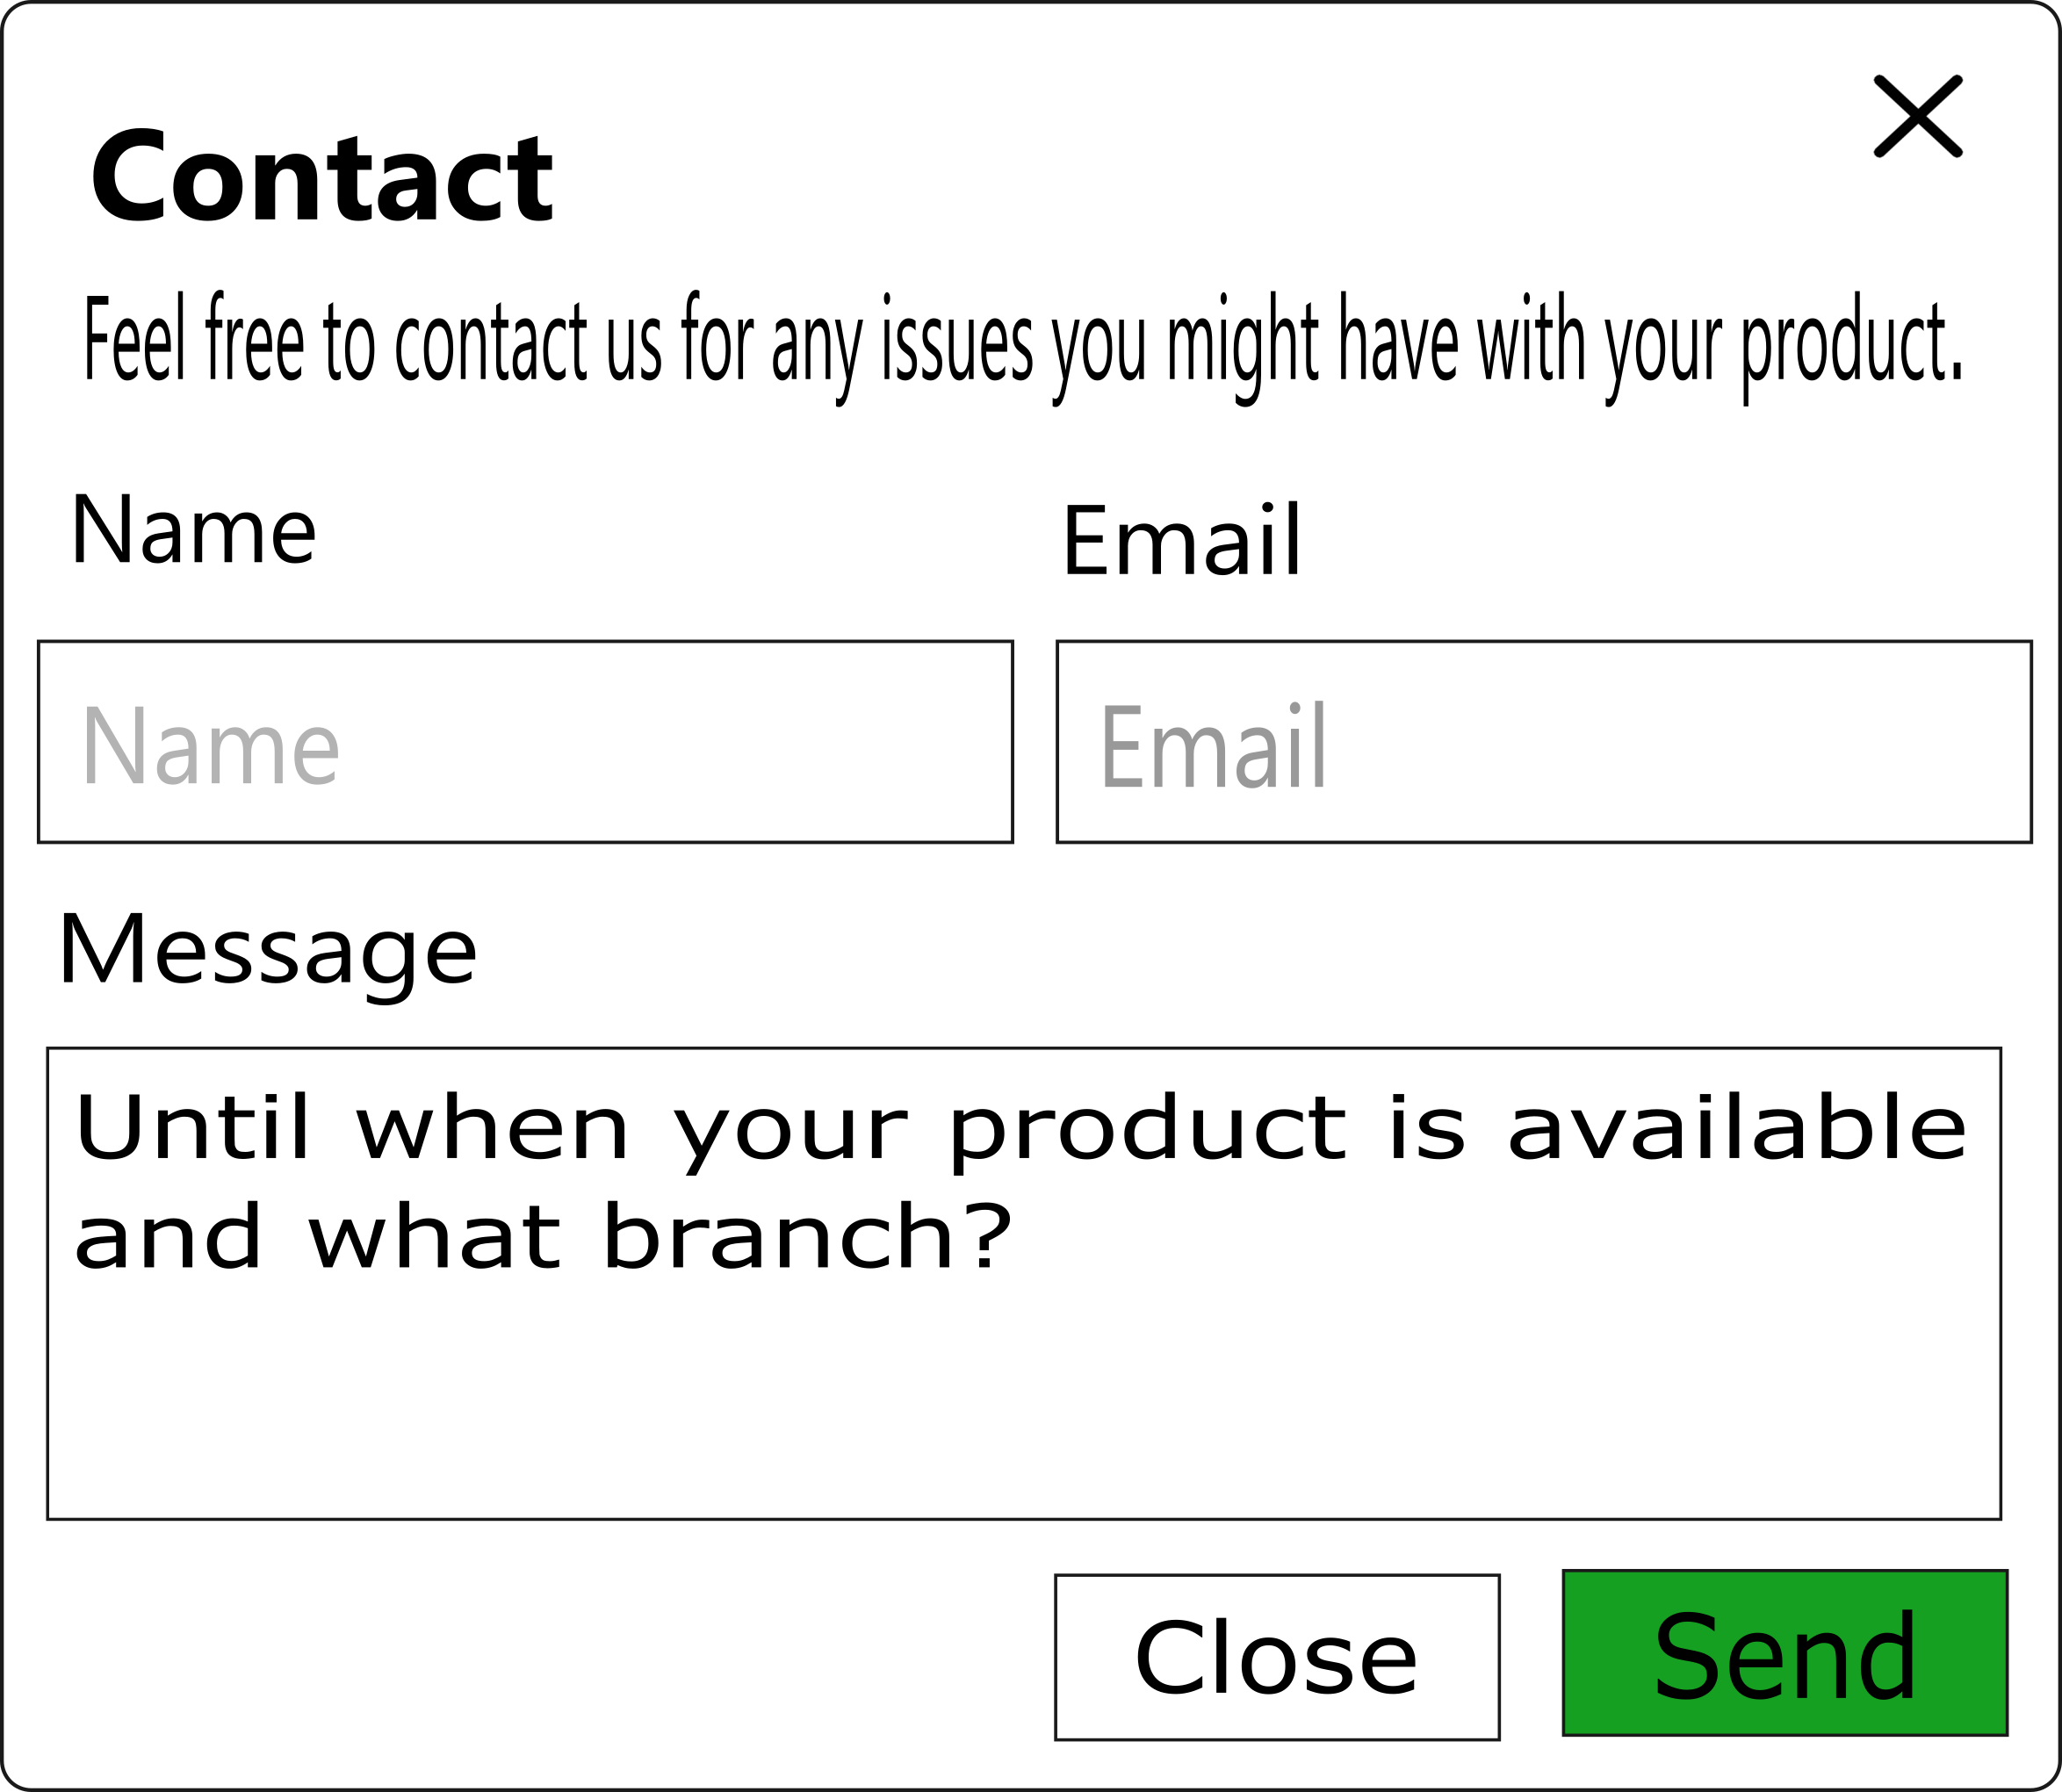 Contact
Feel free to contact us for any issues you might have with your product.
Name
Email
Name
Email
Message
Until when your product is available
and what branch?
Close
Send